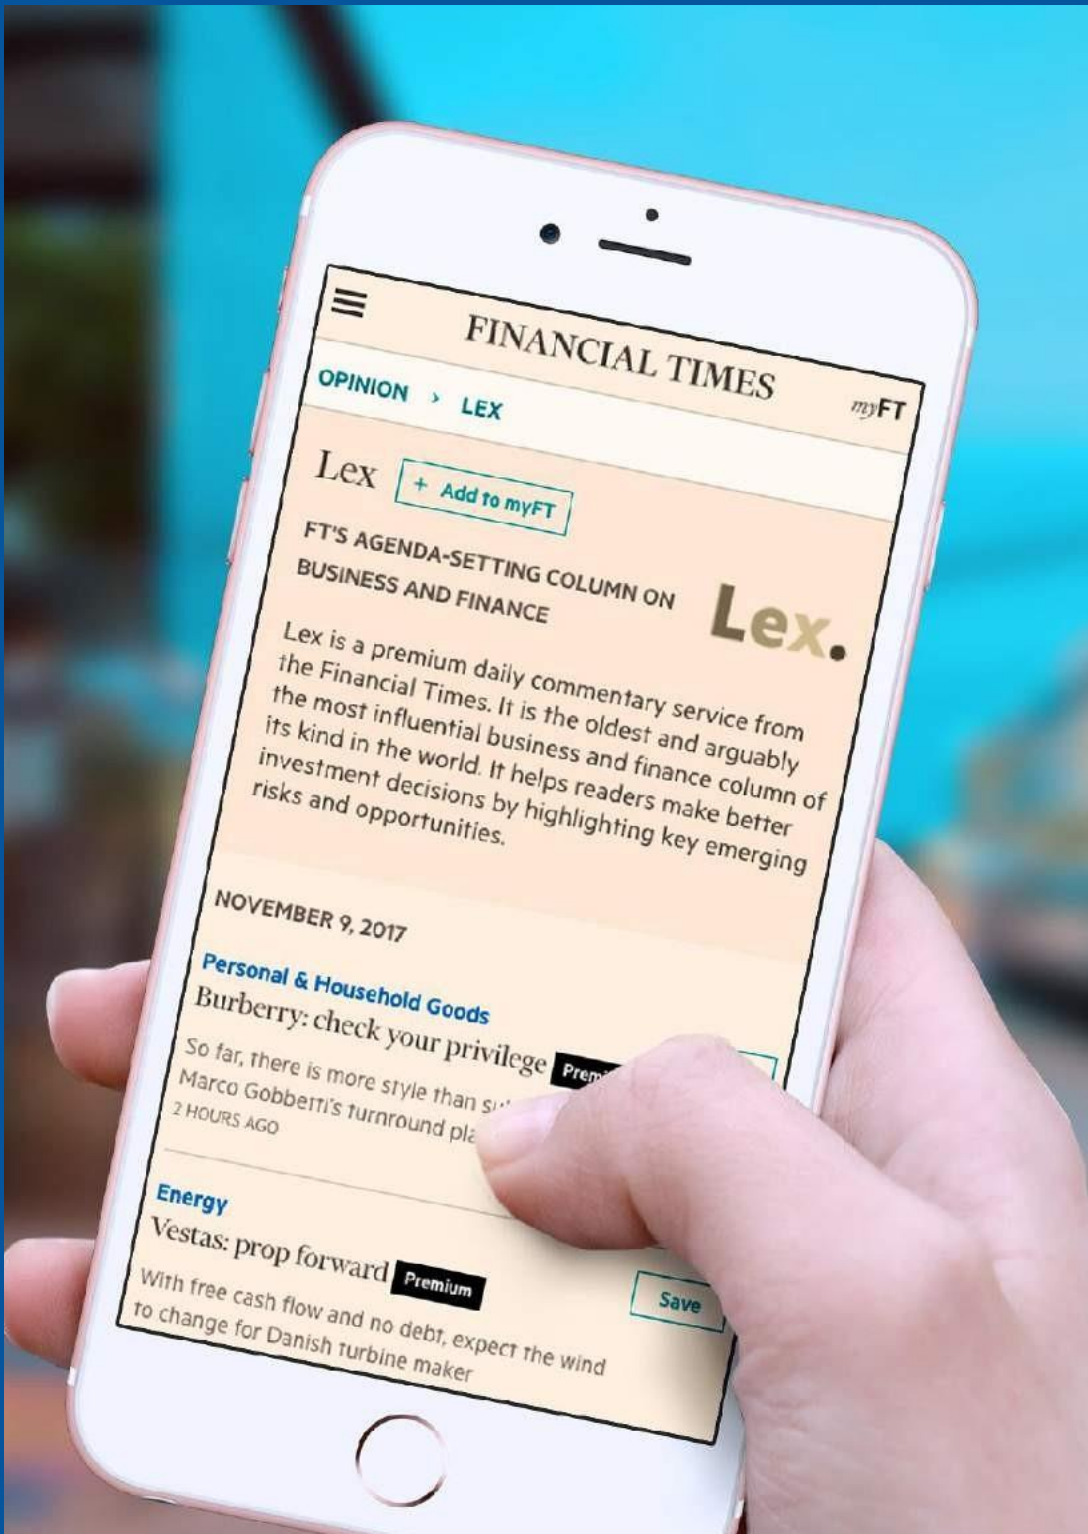 FINANCIAL TIMES
myFT
OPINION › LEX
Lex
+ Add to myFT
FT'S AGENDA-SETTING COLUMN ON
BUSINESS AND FINANCE
Lex.
Lex is a premium daily commentary service from
the Financial Times. It is the oldest and arguably
the most influential business and finance column of
its kind in the world. It helps readers make better
investment decisions by highlighting key emerging
risks and opportunities.
NOVEMBER 9, 2017
Personal & Household Goods
Burberry: check your privilege
So far, there is more style than
Marco Gobbetti's turnround
2 HOURS AGO
Energy
Vestas: prop forward Premium
Save
With free cash flow and no debt, expect the wind
to change for Danish turbine maker